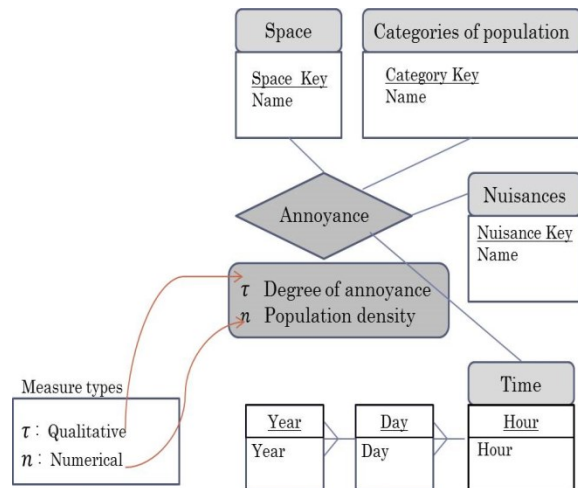 Space
Categories of population
Space Key
Name
Category Key
Name
Annoyance
Nuisances
Nuisance Key
Name
τ Degree of annoyance
n Population density
Measure types
τ : Qualitative
n : Numerical
Time
Year
Year
Day
Day
Hour
Hour